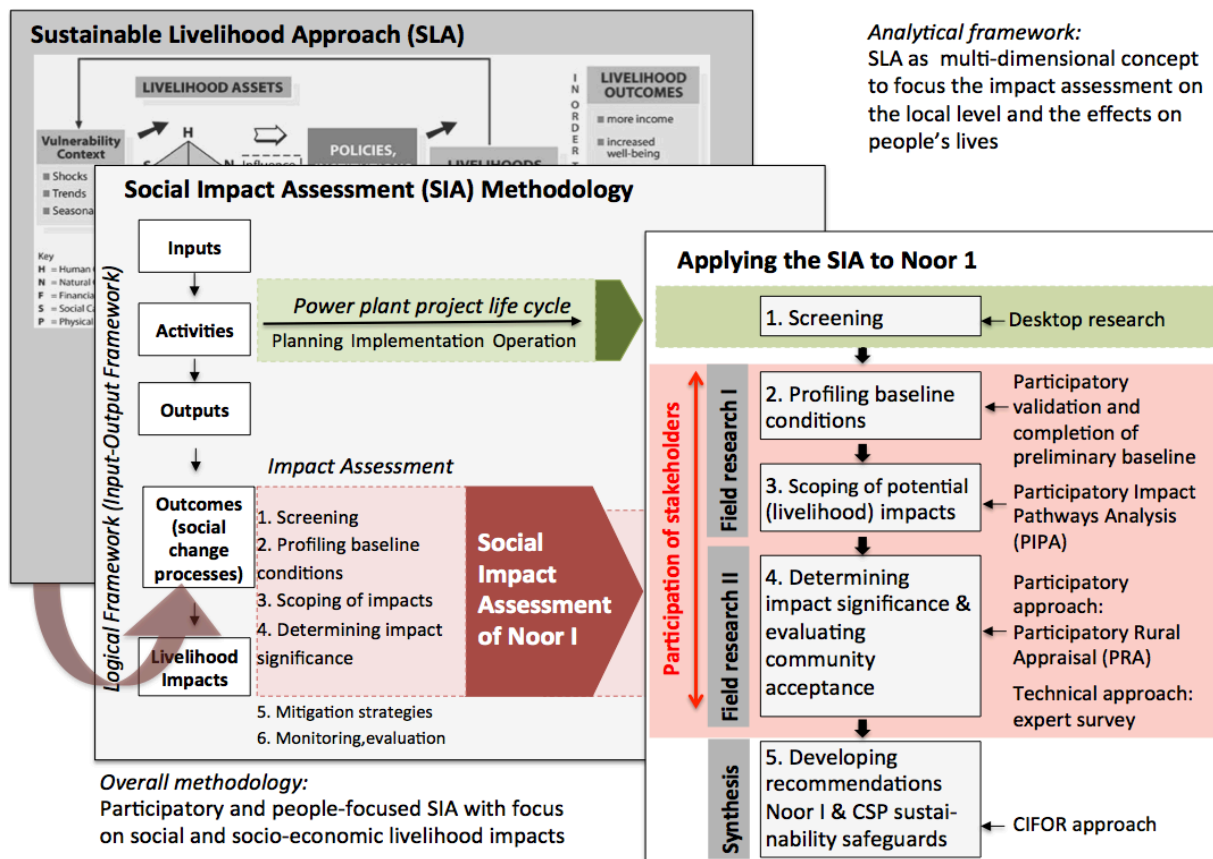 Sustainable Livelihood Approach (SLA)
LIVELIHOOD ASSETS
Vulnerability
Context
Shocks
Trends
H
POLICIES,
LIVELIHOODS
LIVELIHOOD
OUTCOMES
more income
increased
well-being
Key
H = Human
N = Natural
F = Financial
S = Social
P = Physical
Analytical framework:
SLA as multi-dimensional concept
to focus the impact assessment on
the local level and the effects on
people's lives
Social Impact Assessment (SIA) Methodology
Logical Framework (Input-Output Framework)
Inputs
Activities
Outputs
Outcomes
(social
change
processes)
Livelihood
Impacts
Power plant project life cycle
Planning Implementation Operation
Impact Assessment
1. Screening
2. Profiling baseline
conditions
3. Scoping of impacts
4. Determining impact
significance
5. Mitigation strategies
6. Monitoring,evaluation
Social
Impact
Assessment
of Noor I
Overall methodology:
Participatory and people-focused SIA with focus
on social and socio-economic livelihood impacts
Applying the SIA to Noor 1
1. Screening
Desktop research
Participation of stakeholders
Field research I
2. Profiling baseline
conditions
Participatory
validation and
completion of
preliminary baseline
3. Scoping of potential
(livelihood) impacts
Participatory Impact
Pathways Analysis
(PIPA)
Field research II
4. Determining
impact significance &
evaluating
community
acceptance
Participatory
approach:
Participatory Rural
Appraisal (PRA)
Technical approach:
expert survey
Synthesis
5. Developing
recommendations
Noor I & CSP sustai-
nability safeguards
CIFOR approach